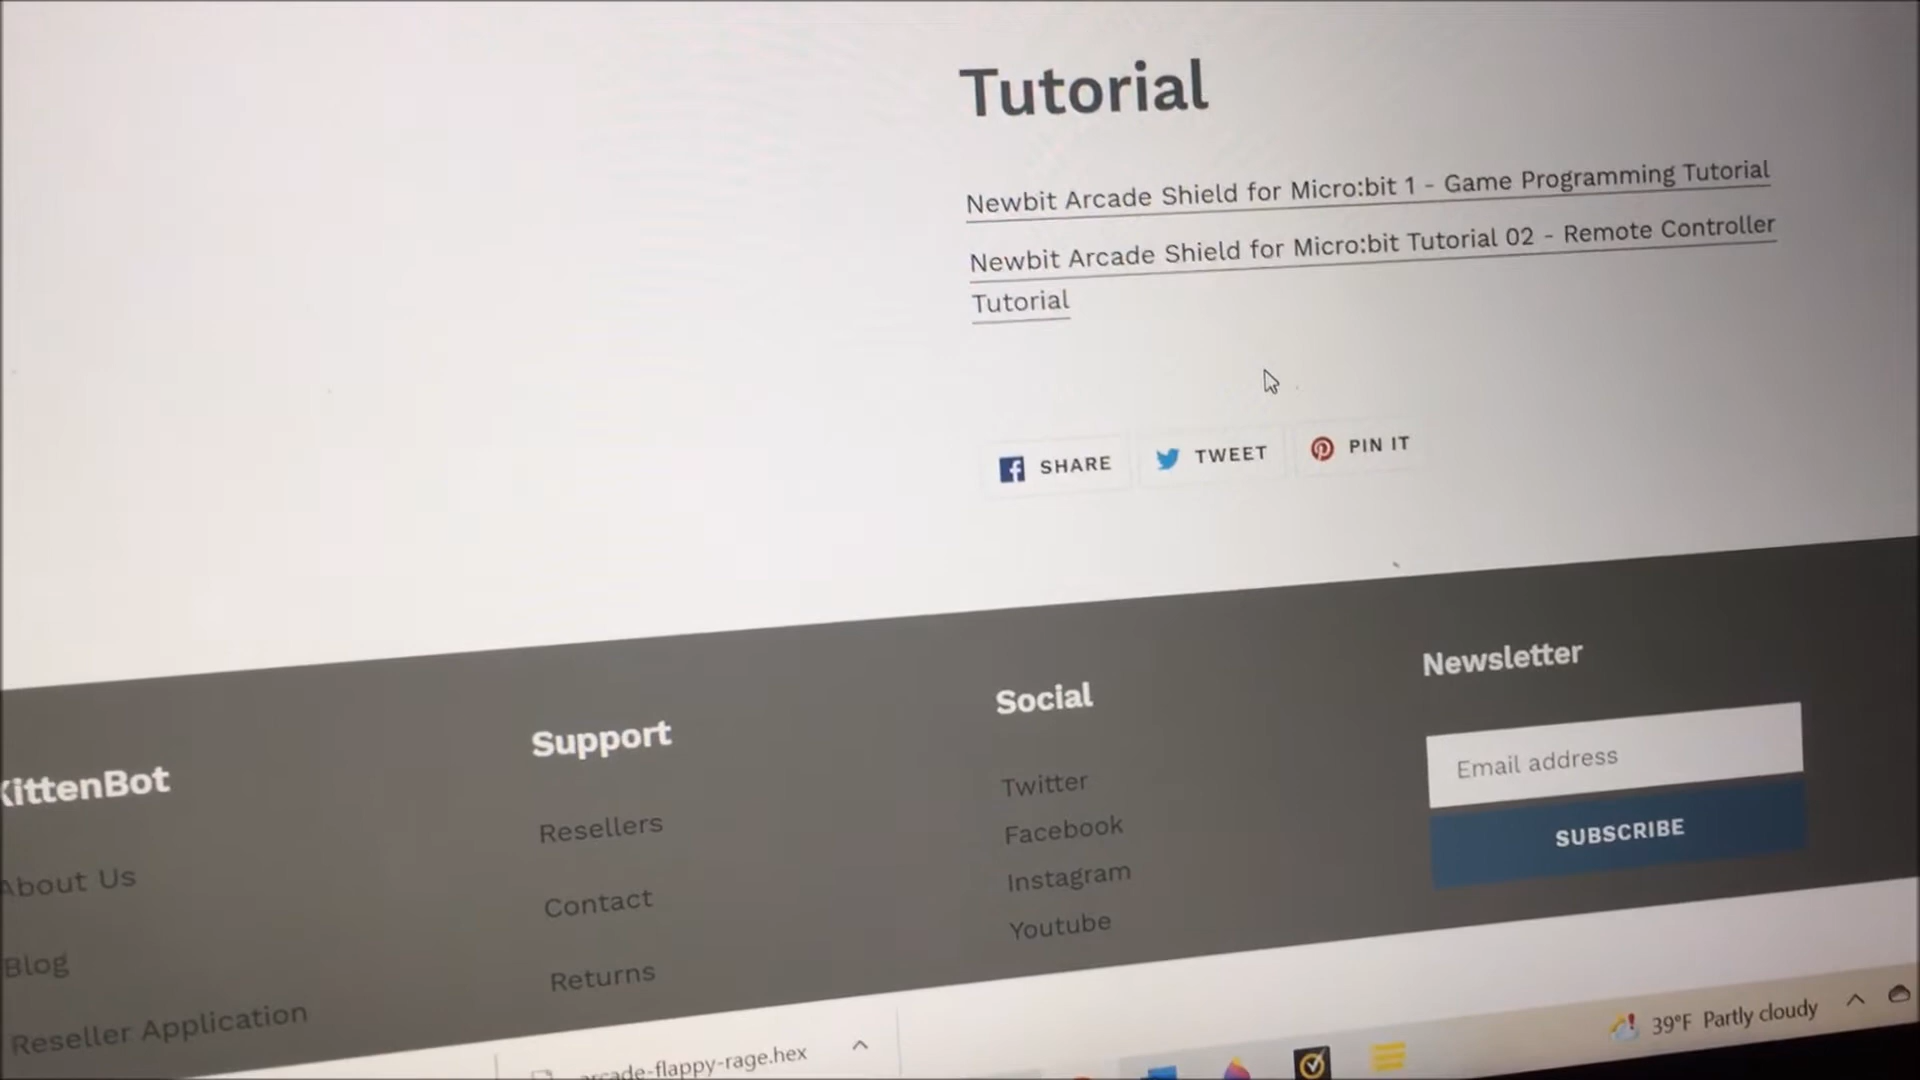 Tutorial
Newbit Arcade Shield for Micro:bit 1 - Game Programming Tutorial
Newbit Arcade Shield for Micro:bit Tutorial 02 - Remote Controller
Tutorial
SHARE
TWEET
PIN IT
KittenBot
About Us
Blog
Reseller Application
Support
Resellers
Contact
Returns
Social
Twitter
Facebook
Instagram
Youtube
Newsletter
Email address
SUBSCRIBE
arcade-flappy-rage.hex
39°F Partly cloudy